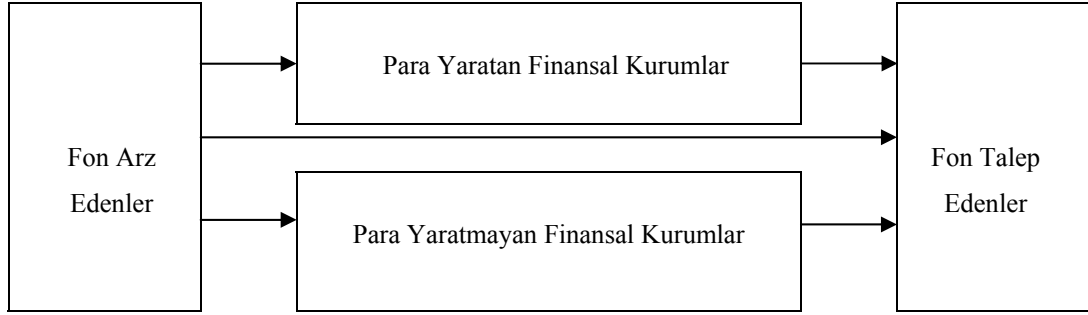 Fon Arz
Edenler
Para Yaratan Finansal Kurumlar
Para Yaratmayan Finansal Kurumlar
Fon Talep
Edenler